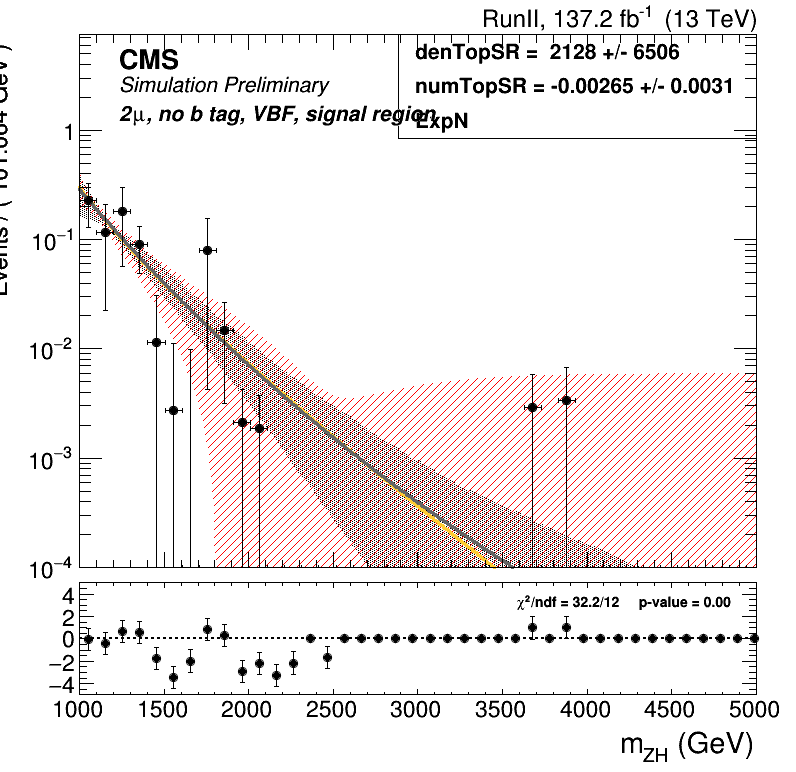 RunII, 137.2 fb-1 (13 TeV)
CMS
Simulation Preliminary
2μ, no b tag, VBF, signal region
denTopSR = 2128 +/- 6506
numTopSR = -0.00265 +/- 0.0031
ExpN
1
10−1
10−2
10−3
10−4
χ2/ndf = 32.2/12 p-value = 0.00
4
2
0
−2
−4
1000 1500 2000 2500 3000 3500 4000 4500 5000
mZH (GeV)